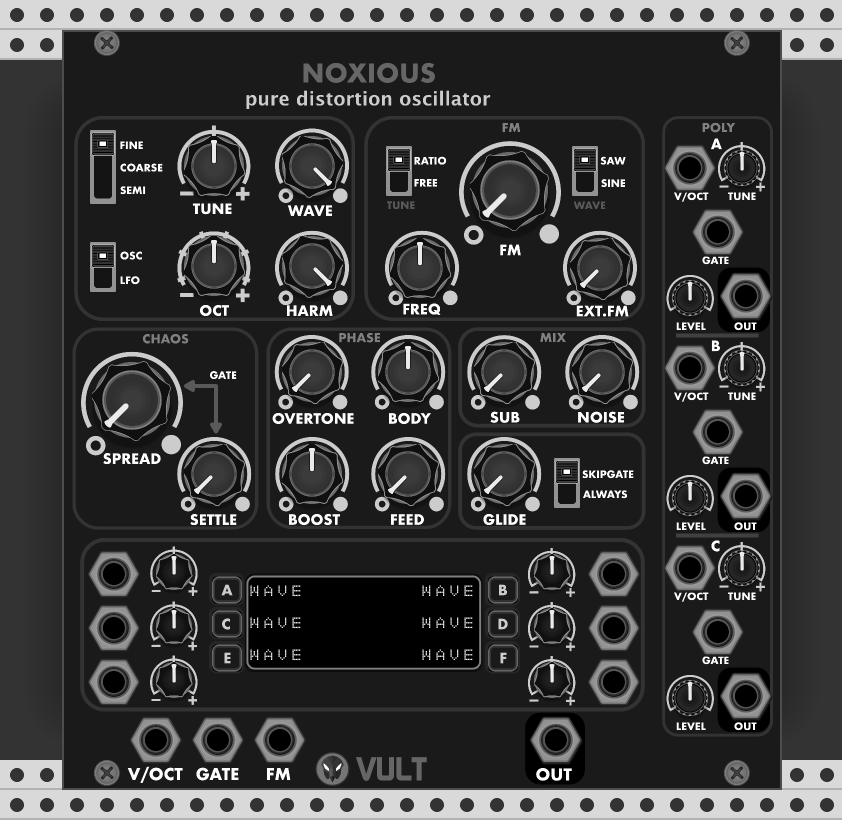 NOXIOUS
pure distortion oscillator
FINE
COARSE
SEMI
TUNE
WAVE
OSC
LFO
OCT
HARM
FM
RATIO
FREE
TUNE
SAW
SINE
WAVE
FM
FREQ
EXT.FM
CHAOS
GATE
SPREAD
SETTLE
PHASE
OVERTONE
BODY
BOOST
FEED
MIX
SUB
NOISE
GLIDE
SKIPGATE
ALWAYS
A WAVE WAVE B
C WAVE WAVE D
E WAVE WAVE F
V/OCT GATE FM VULT OUT
POLY
A
V/OCT TUNE
GATE
LEVEL OUT
B
V/OCT TUNE
GATE
LEVEL OUT
C
V/OCT TUNE
GATE
LEVEL OUT